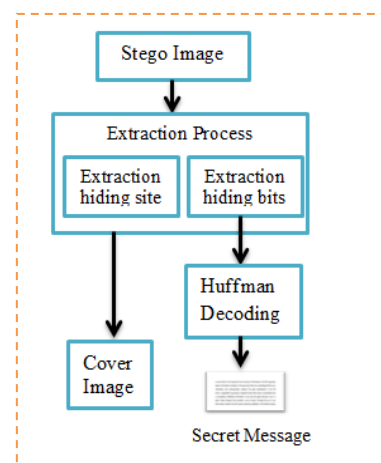 Stego Image
Extraction Process
Extraction
hiding site
Extraction
hiding bits
Huffman
Decoding
Cover
Image
Secret Message